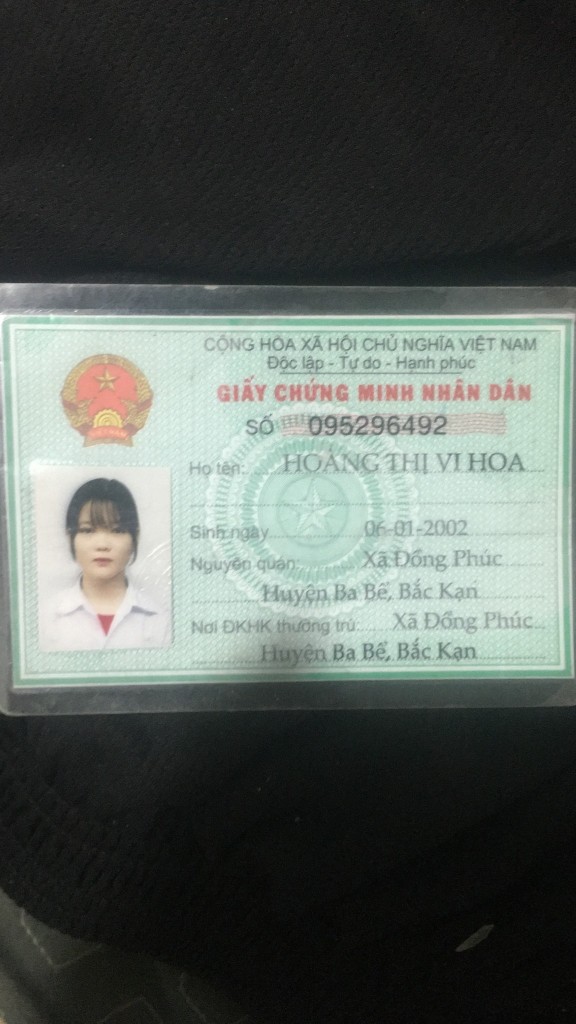 CỘNG HÒA XÃ HỘI CHỦ NGHĨA VIỆT NAM
Độc lập - Tự do - Hạnh phúc
GIẤY CHỨNG MINH NHÂN DÂN
SỐ 095296492
Họ tên: HOÀNG THỊ VI HOA
Sinh ngày 06-01-2002
Nguyên quán: Xã Đồng Phúc
Huyện Ba Bể, Bắc Kạn
Nơi ĐKHK thường trú: Xã Đồng Phúc
Huyện Ba Bể, Bắc Kạn